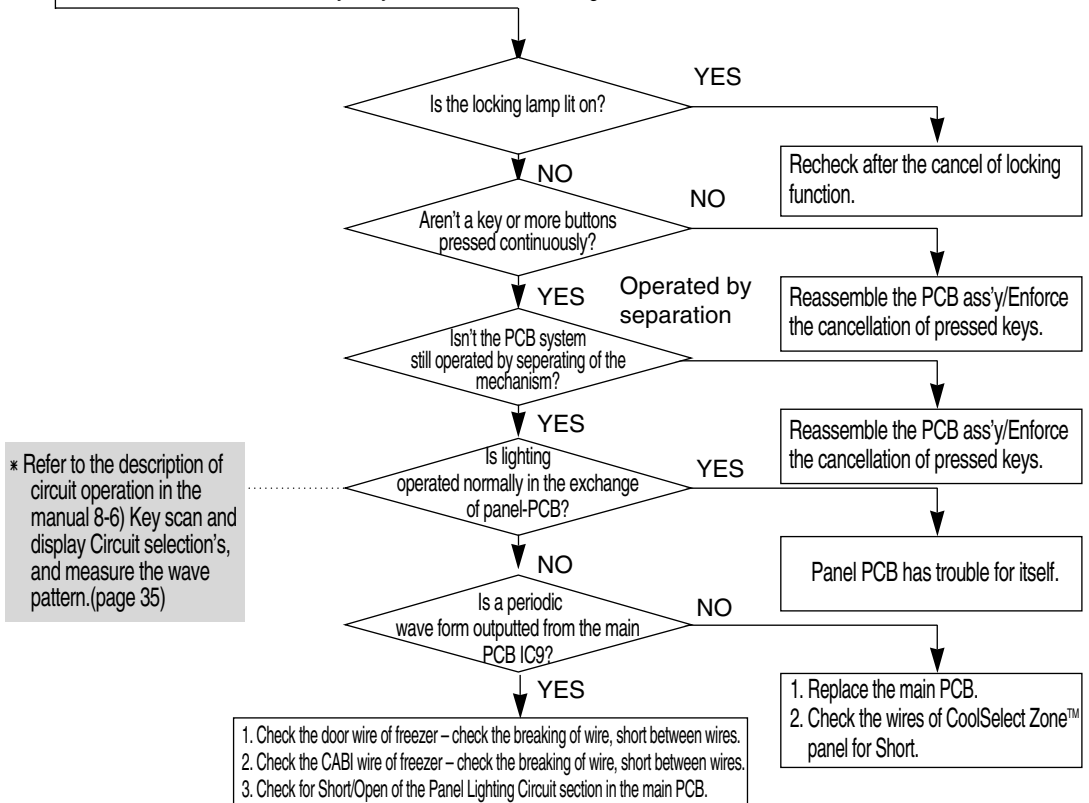 Is the locking lamp lit on?
YES
Recheck after the cancel of locking
function.
NO
Aren't a key or more buttons
pressed continuously?
NO
Reassemble the PCB ass'y/Enforce
the cancellation of pressed keys.
YES
Operated by
separation
Isn't the PCB system
still operated by seperating of the
mechanism?
Reassemble the PCB ass'y/Enforce
the cancellation of pressed keys.
YES
* Refer to the description of
circuit operation in the
manual 8-6) Key scan and
display Circuit selection's,
and measure the wave
pattern.(page 35)
Is lighting
operated normally in the exchange
of panel-PCB?
YES
Panel PCB has trouble for itself.
NO
Is a periodic
wave form outputted from the main
PCB IC9?
NO
1. Replace the main PCB.
2. Check the wires of CoolSelect Zone™
panel for Short.
YES
1. Check the door wire of freezer – check the breaking of wire, short between wires.
2. Check the CABI wire of freezer – check the breaking of wire, short between wires.
3. Check for Short/Open of the Panel Lighting Circuit section in the main PCB.